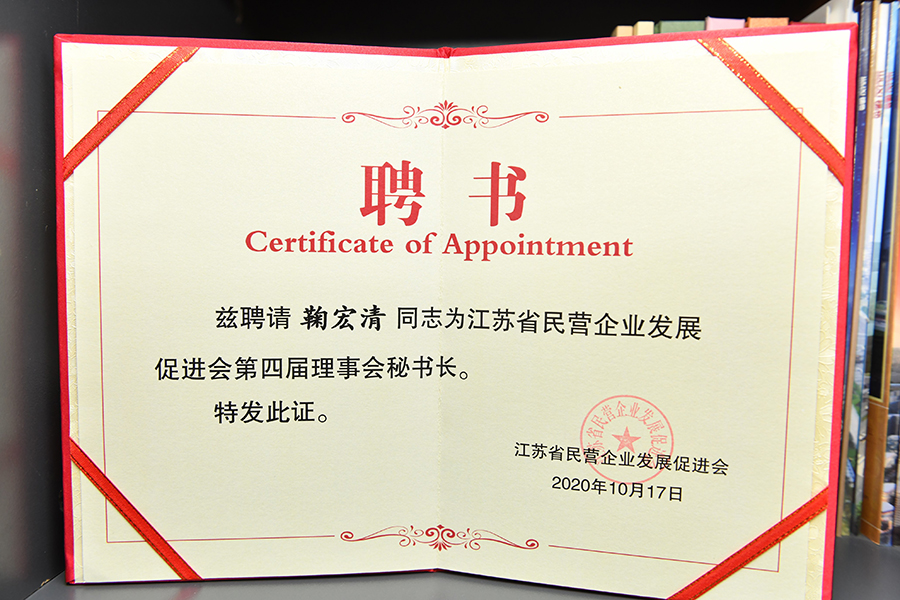 聘书
Certificate of Appointment
兹聘请 鞠宏清 同志为江苏省民营企业发展
促进会第四届理事会秘书长。
特发此证。
江苏省民营企业发展促进会
2020年10月17日